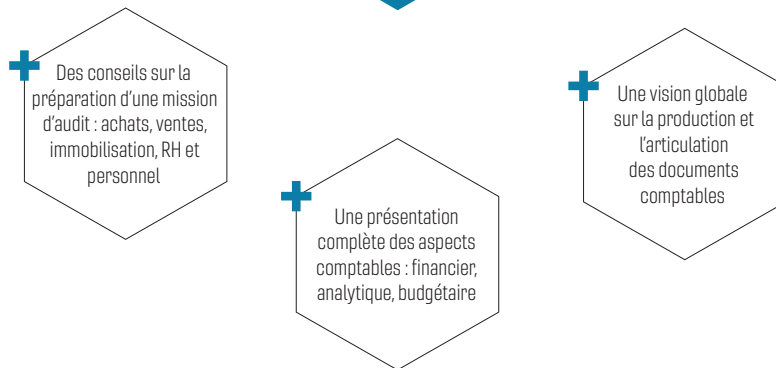 Des conseils sur la
préparation d'une mission
d'audit : achats, ventes,
immobilisation, RH et
personnel
Une présentation
complète des aspects
comptables : financier,
analytique, budgétaire
Une vision globale
sur la production et
l'articulation
des documents
comptables